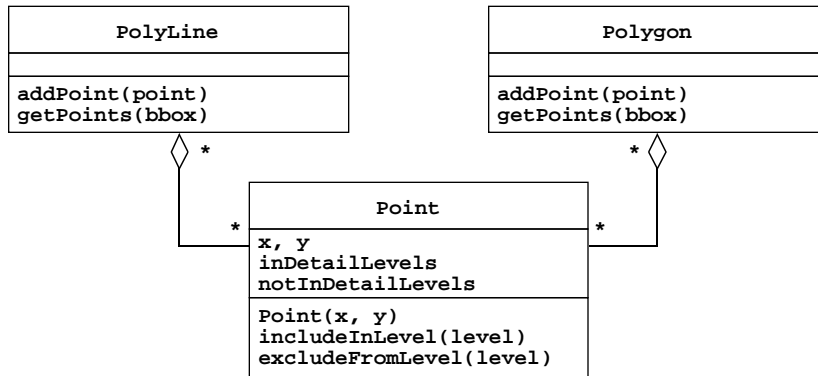 PolyLine
addPoint(point)
getPoints(bbox)
Polygon
addPoint(point)
getPoints(bbox)
*
*
*
*
Point
x, y
inDetailLevels
notInDetailLevels
Point(x, y)
includeInLevel(level)
excludeFromLevel(level)